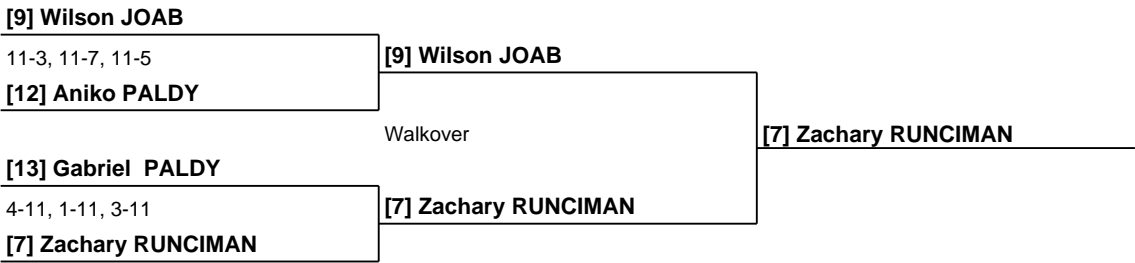 [9] Wilson JOAB
11-3, 11-7, 11-5
[9] Wilson JOAB
[12] Aniko PALDY
Walkover
[7] Zachary RUNCIMAN
[13] Gabriel  PALDY
4-11, 1-11, 3-11
[7] Zachary RUNCIMAN
[7] Zachary RUNCIMAN